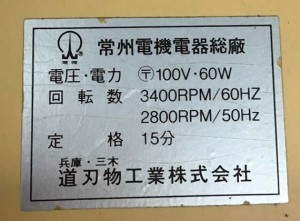 常州電機電器総廠
電圧・電力 〒100V・60W
回転数 3400RPM/60HZ
2800RPM/50Hz
定格 15分
兵庫・三木
道刃物工業株式会社